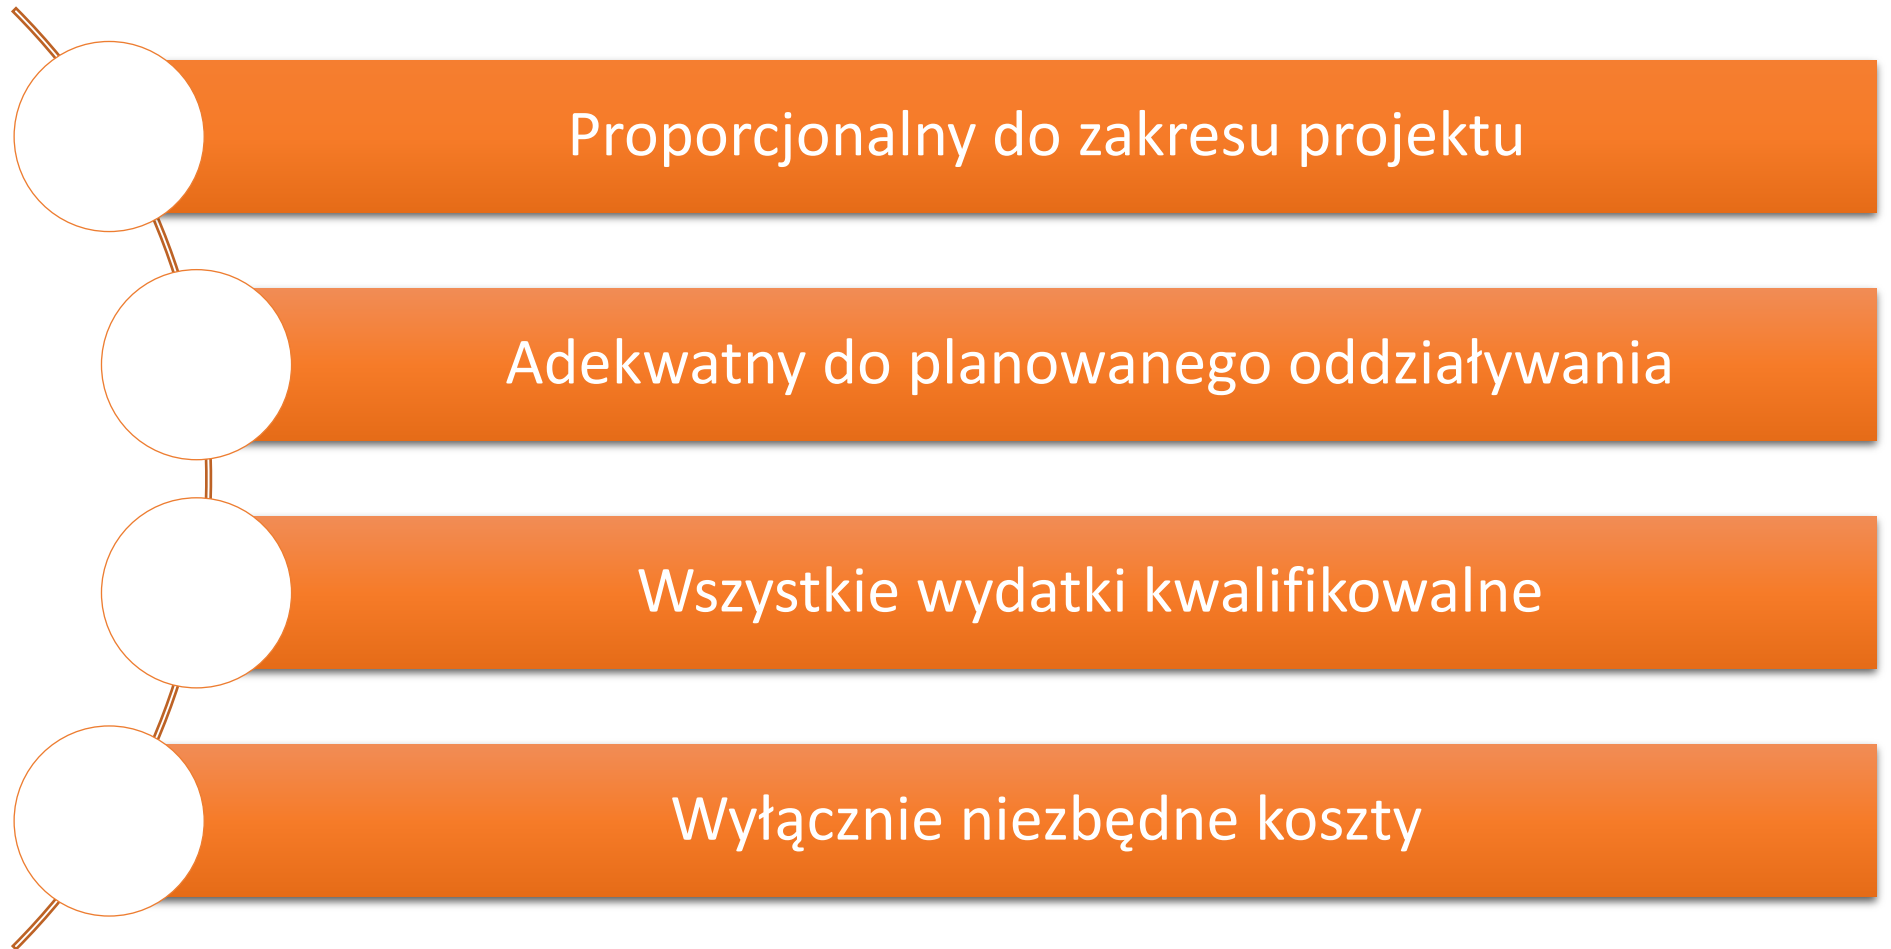 Proporcjonalny do zakresu projektu
Adekwatny do planowanego oddziaływania
Wszystkie wydatki kwalifikowalne
Wyłącznie niezbędne koszty